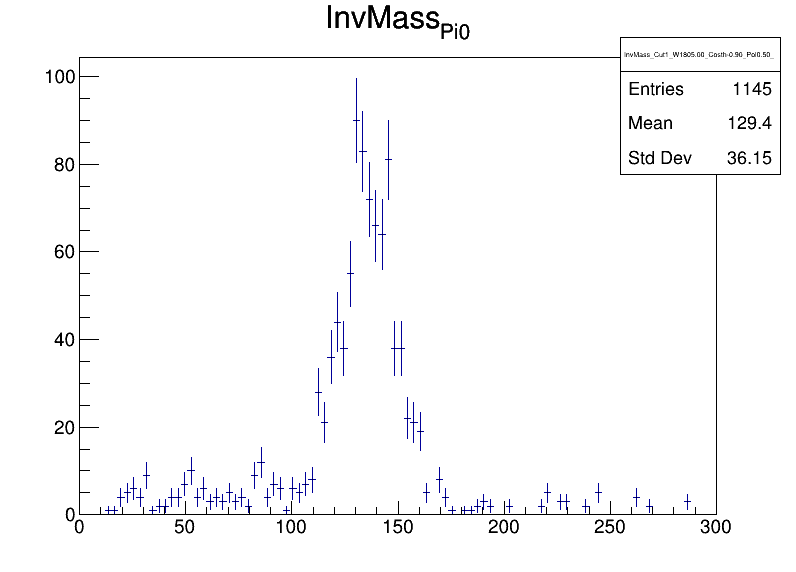 InvMass_Pi0
InvMass_Cut1_W1805.00_Costh-0.90_Pol0.50_
Entries 1145
Mean 129.4
Std Dev 36.15
100
80
60
40
20
0
0 50 100 150 200 250 300